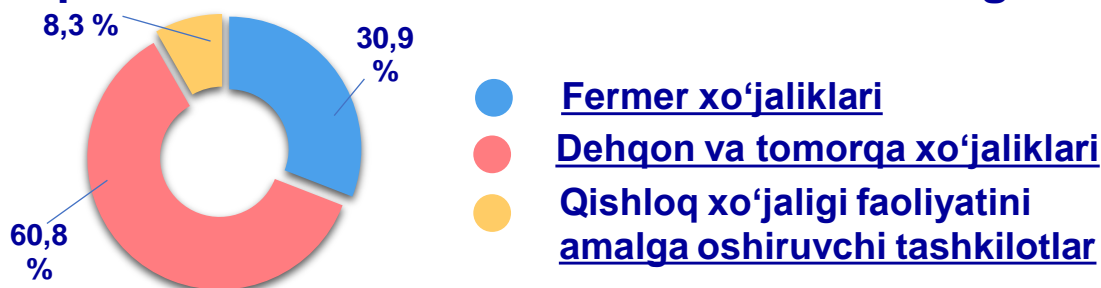 8,3 %
30,9
%
60,8
%
Fermer xo‘jaliklari
Dehqon va tomorqa xo‘jaliklari
Qishloq xo‘jaligi faoliyatini
amalga oshiruvchi tashkilotlar